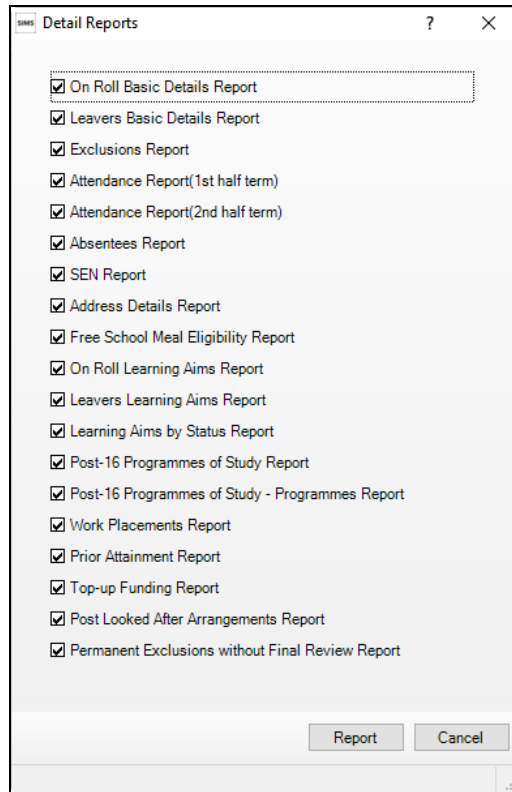 SIMS Detail Reports ? ×
On Roll Basic Details Report
Leavers Basic Details Report
Exclusions Report
Attendance Report(1st half term)
Attendance Report(2nd half term)
Absentees Report
SEN Report
Address Details Report
Free School Meal Eligibility Report
On Roll Learning Aims Report
Leavers Learning Aims Report
Learning Aims by Status Report
Post-16 Programmes of Study Report
Post-16 Programmes of Study - Programmes Report
Work Placements Report
Prior Attainment Report
Top-up Funding Report
Post Looked After Arrangements Report
Permanent Exclusions without Final Review Report
Report Cancel